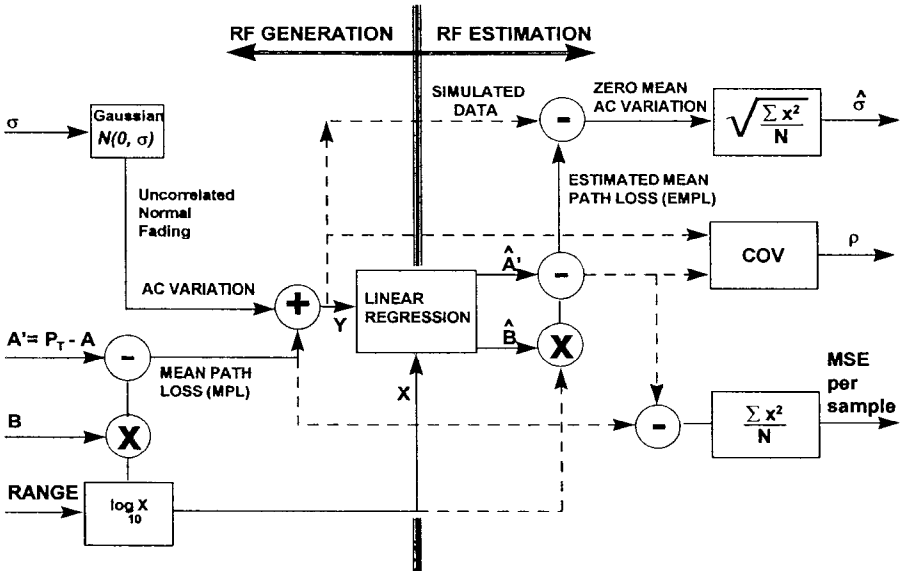 RF GENERATION
RF ESTIMATION
SIMULATED
DATA
ZERO MEAN
AC VARIATION
√ Σ x²
N
σ̂
σ
Gaussian
N(0, σ)
Uncorrelated
Normal
Fading
ESTIMATED MEAN
PATH LOSS (EMPL)
-
COV
ρ
AC VARIATION
+
Y
LINEAR
REGRESSION
Â'
-
B̂
X
A'= P_T - A
-
MEAN PATH
LOSS (MPL)
X
MSE
per
sample
B
X
-
Σ x²
N
RANGE
log X
10